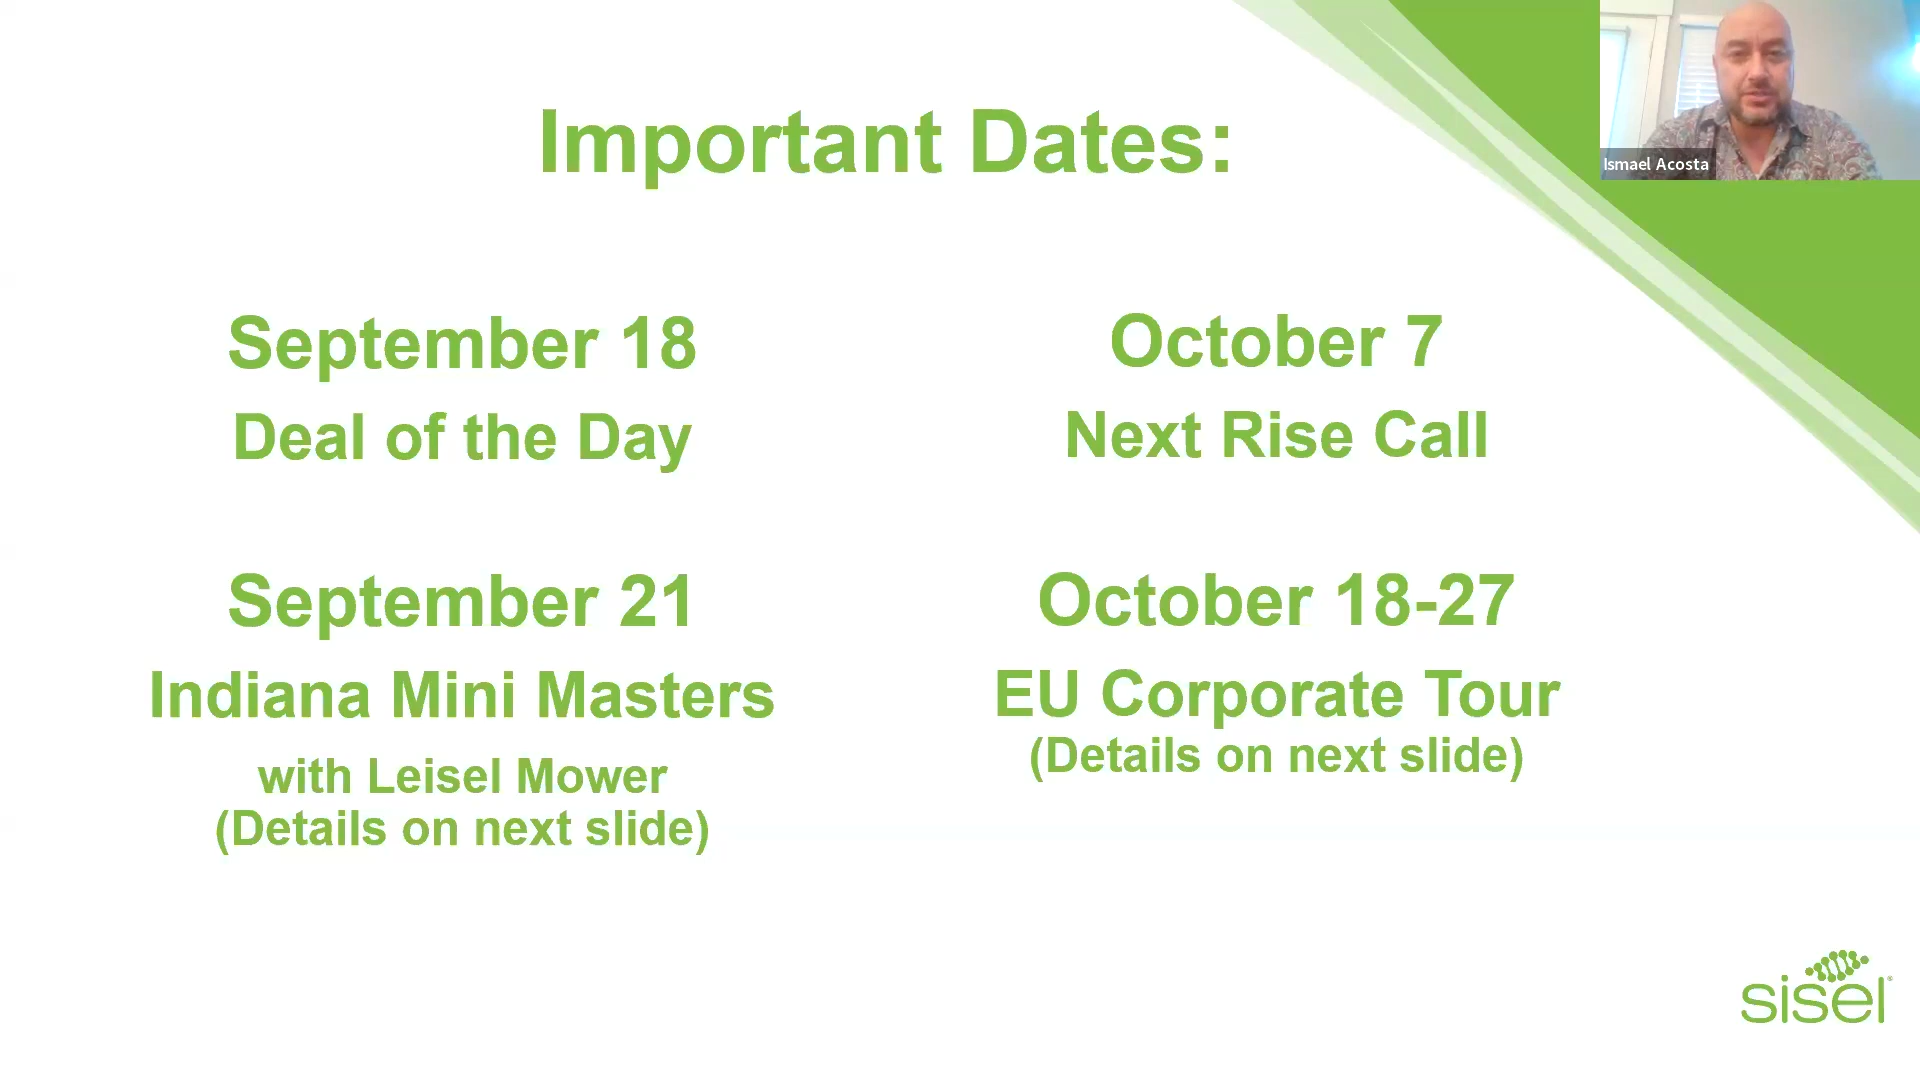 Important Dates:
Ismael Acosta
September 18
Deal of the Day
October 7
Next Rise Call
September 21
Indiana Mini Masters
with Leisel Mower
(Details on next slide)
October 18-27
EU Corporate Tour
(Details on next slide)
sisel®